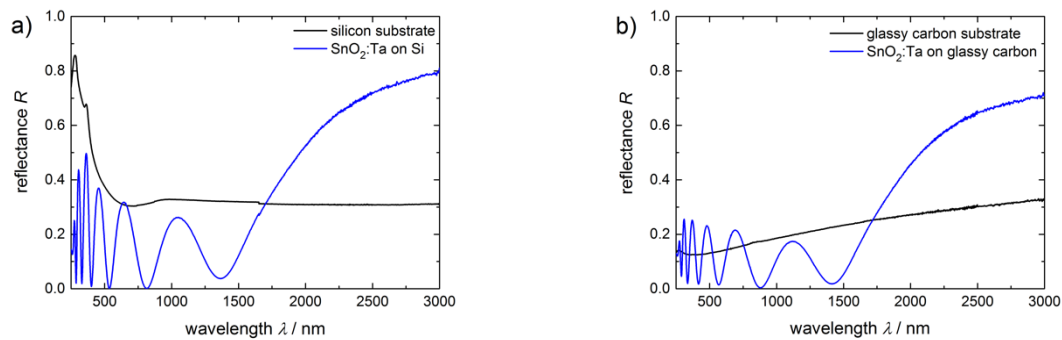 a)
silicon substrate
SnO2:Ta on Si
reflectance R
1.0
0.8
0.6
0.4
0.2
0.0
500 1000 1500 2000 2500 3000
wavelength λ / nm
b)
glassy carbon substrate
SnO2:Ta on glassy carbon
reflectance R
1.0
0.8
0.6
0.4
0.2
0.0
500 1000 1500 2000 2500 3000
wavelength λ / nm